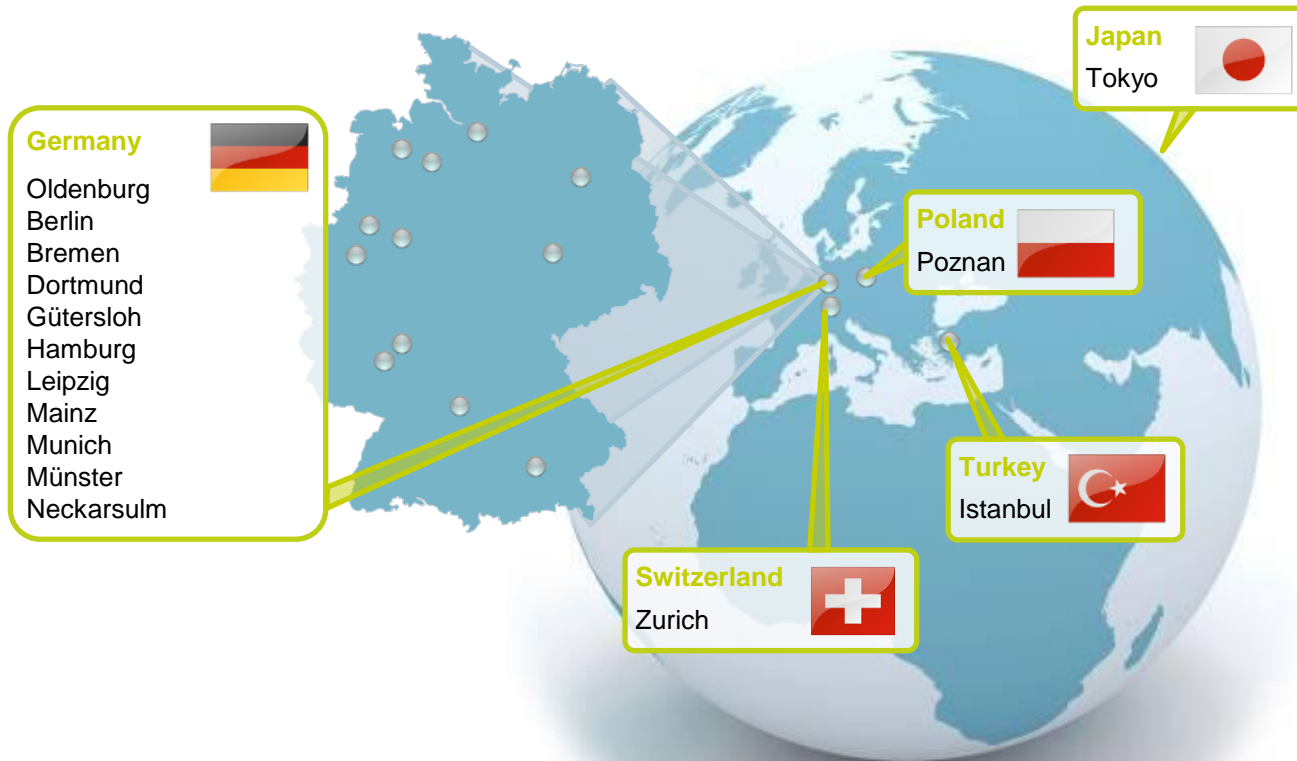 Germany
Oldenburg
Berlin
Bremen
Dortmund
Gütersloh
Hamburg
Leipzig
Mainz
Munich
Münster
Neckarsulm
Japan
Tokyo
Poland
Poznan
Turkey
Istanbul
Switzerland
Zurich